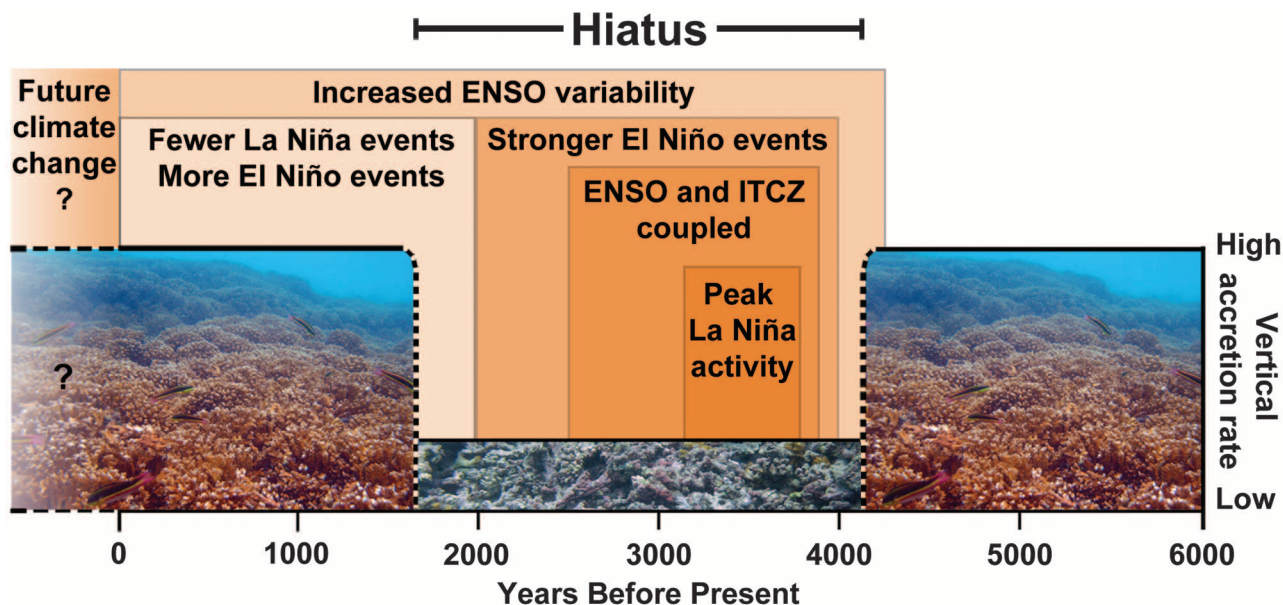 Hiatus
Future
climate
change
?
Increased ENSO variability
Fewer La Niña events
More El Niño events
Stronger El Niño events
ENSO and ITCZ
coupled
Peak
La Niña
activity
?
High
Vertical
accretion rate
Low
0 1000 2000 3000 4000 5000 6000
Years Before Present